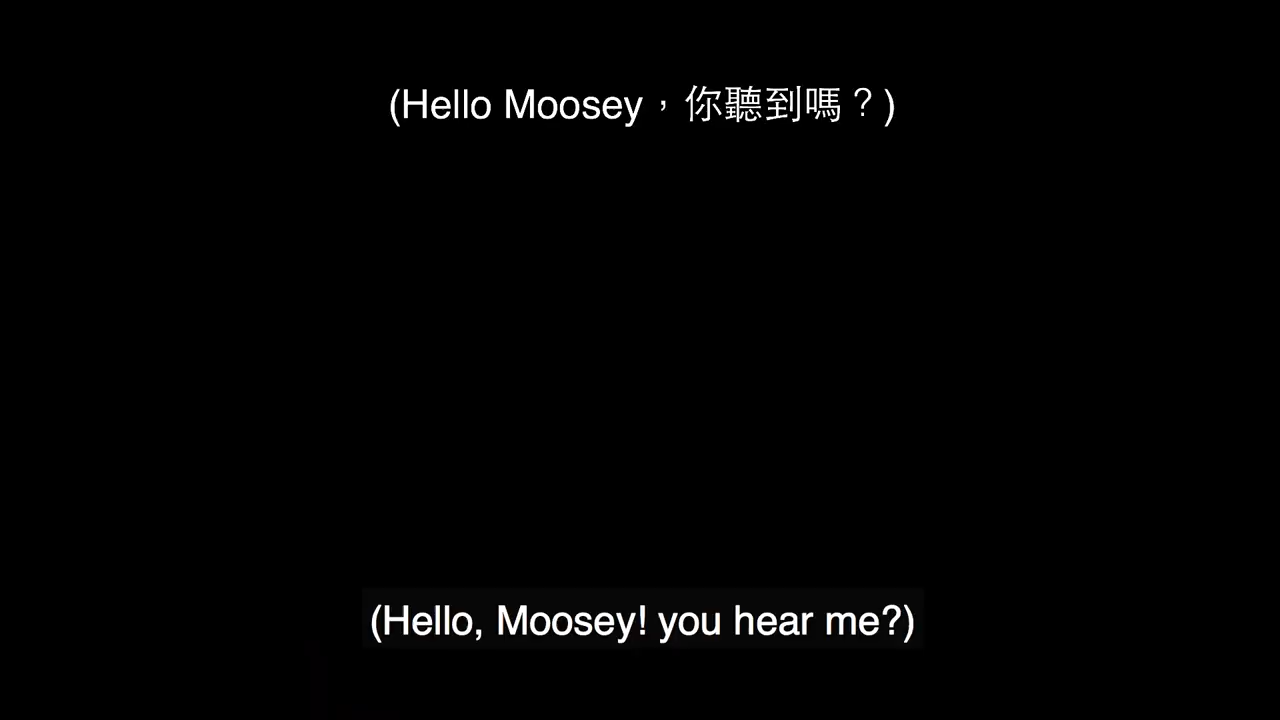 (Hello Moosey，你聽到嗎？)
(Hello, Moosey! you hear me?)